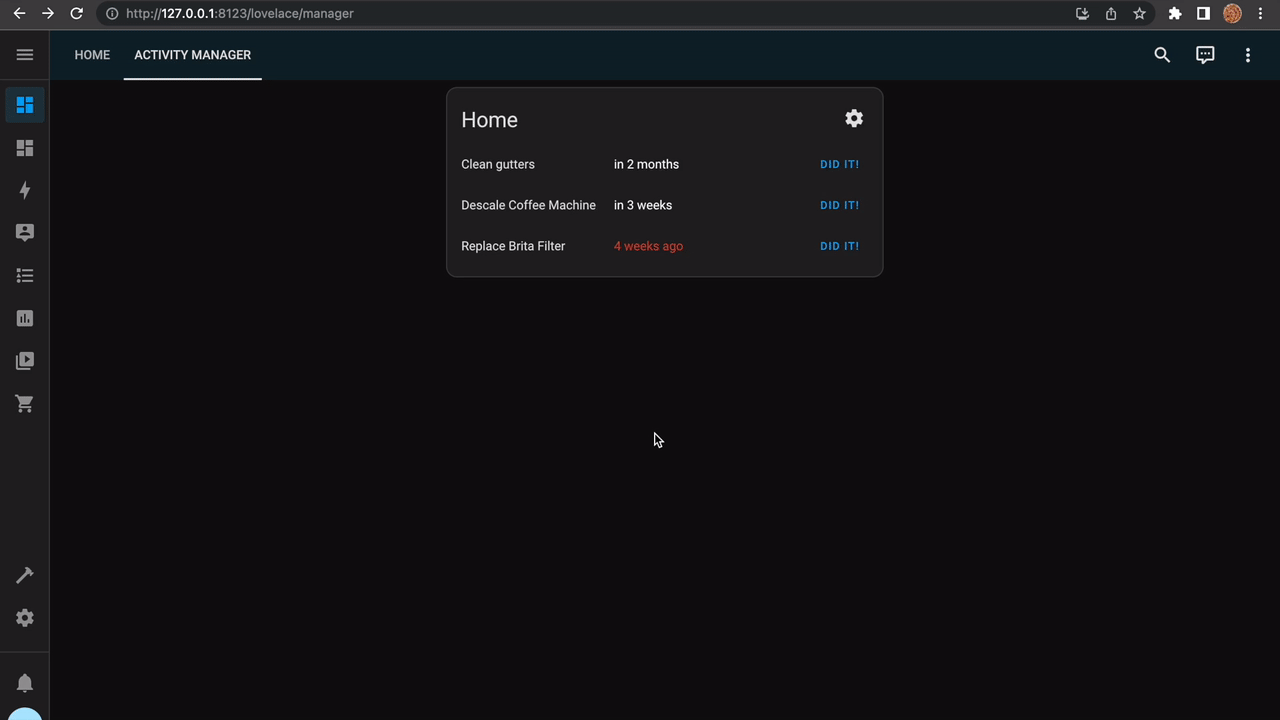 http://127.0.0.1:8123/lovelace/manager
HOME ACTIVITY MANAGER
Home
Clean gutters in 2 months DID IT!
Descale Coffee Machine in 3 weeks DID IT!
Replace Brita Filter 4 weeks ago DID IT!